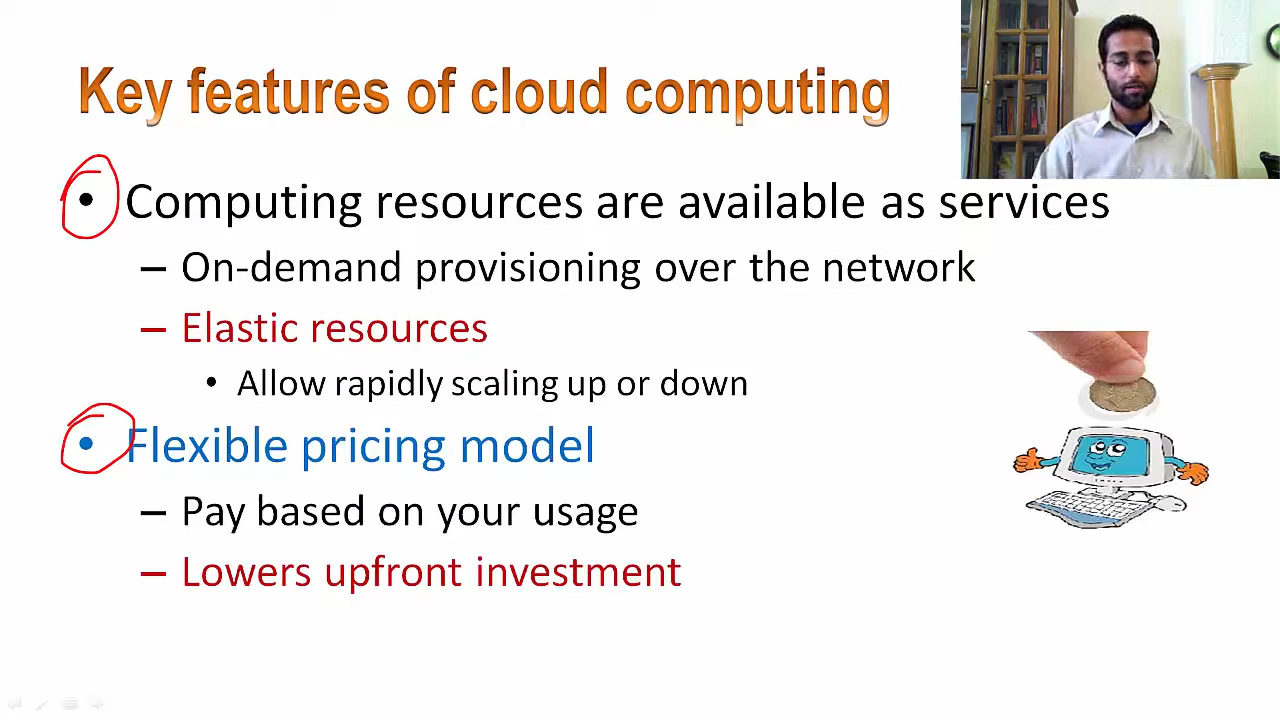 Key features of cloud computing
• Computing resources are available as services
– On-demand provisioning over the network
– Elastic resources
• Allow rapidly scaling up or down
• Flexible pricing model
– Pay based on your usage
– Lowers upfront investment